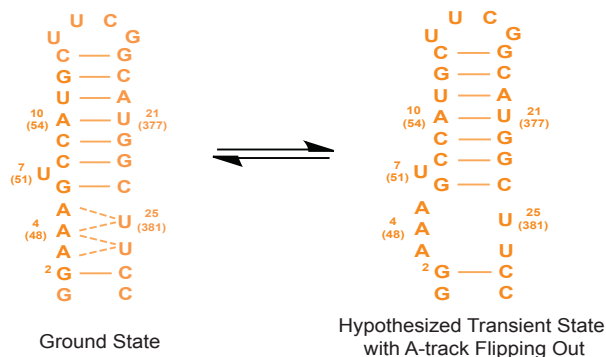 U C
U G
C G
G C
U A
10
(54)
A U
21
(377)
C G
C G
7
(51)
U
G C
A
4
(48)
A U
25
(381)
A U
2
G C
G C
Ground State
U C
U G
C G
G C
U A
10
(54)
A U
21
(377)
C G
C G
7
(51)
U
G C
A
4
(48)
A U
25
(381)
A U
2
G C
G C
Hypothesized Transient State
with A-track Flipping Out